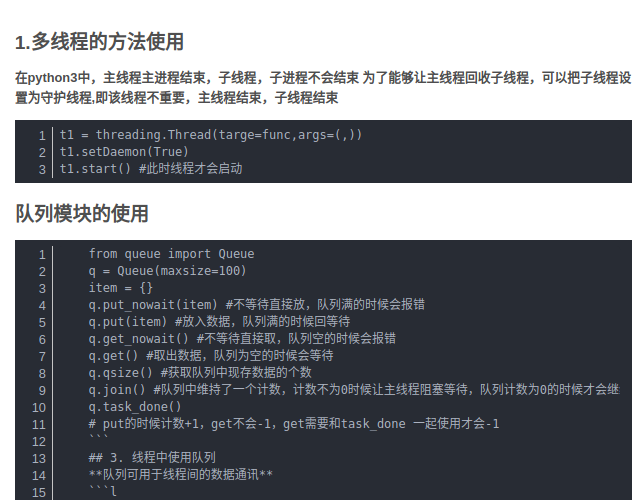 1.多线程的方法使用
在python3中，主线程主进程结束，子线程，子进程不会结束 为了能够让主线程回收子线程，可以把子线程设
置为守护线程,即该线程不重要，主线程结束，子线程结束
1 t1 = threading.Thread(targe=func,args=(,))
2 t1.setDaemon(True)
3 t1.start() #此时线程才会启动
队列模块的使用
1 from queue import Queue
2 q = Queue(maxsize=100)
3 item = {}
4 q.put_nowait(item) #不等待直接放，队列满的时候会报错
5 q.put(item) #放入数据，队列满的时候回等待
6 q.get_nowait() #不等待直接取，队列空的时候会报错
7 q.get() #取出数据，队列为空的时候会等待
8 q.qsize() #获取队列中现存数据的个数
9 q.join() #队列中维持了一个计数，计数不为0时候让主线程阻塞等待，队列计数为0的时候才会继
10 q.task_done()
11 # put的时候计数+1，get不会-1，get需要和task_done 一起使用才会-1
12 ```
13 ## 3. 线程中使用队列
14 **队列可用于线程间的数据通讯**
15 ```l